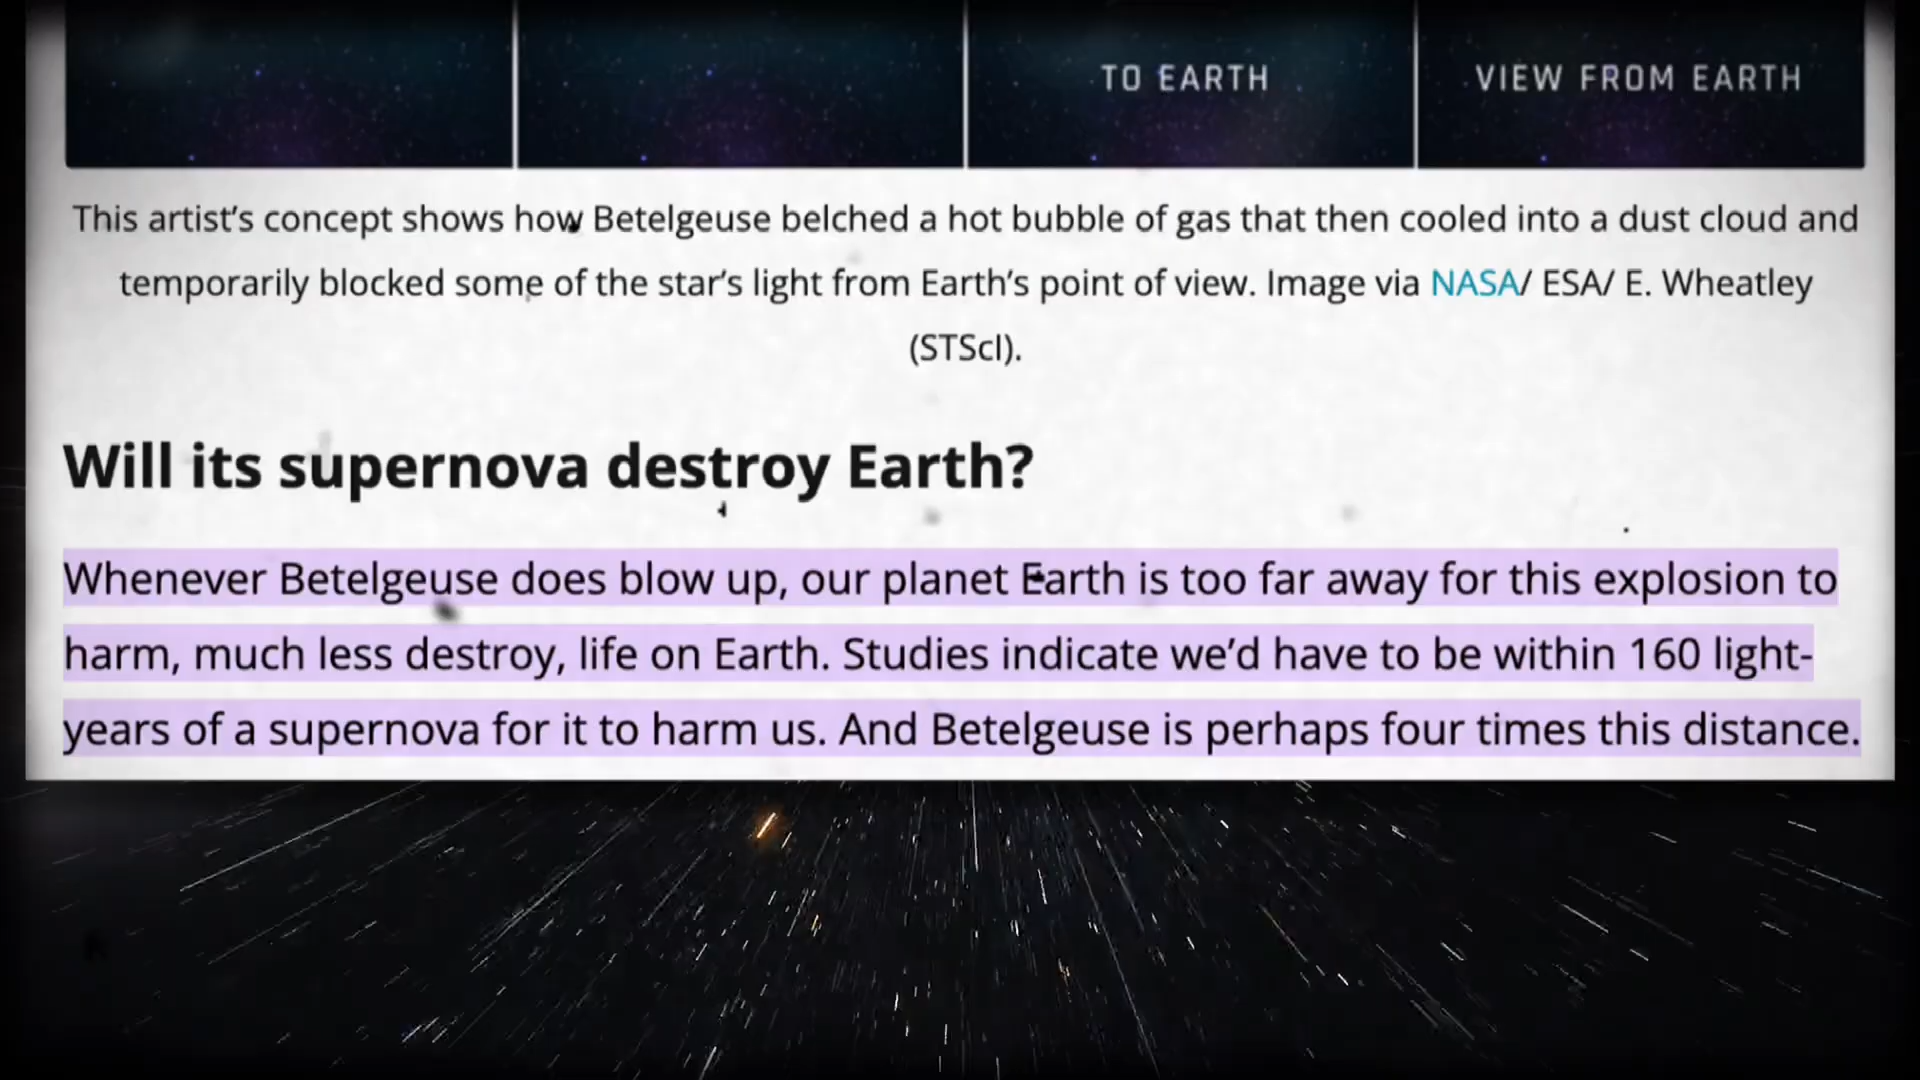 TO EARTH
VIEW FROM EARTH
This artist's concept shows how Betelgeuse belched a hot bubble of gas that then cooled into a dust cloud and
temporarily blocked some of the star's light from Earth's point of view. Image via NASA/ ESA/ E. Wheatley
(STScI).
Will its supernova destroy Earth?
Whenever Betelgeuse does blow up, our planet Earth is too far away for this explosion to
harm, much less destroy, life on Earth. Studies indicate we'd have to be within 160 light-
years of a supernova for it to harm us. And Betelgeuse is perhaps four times this distance.